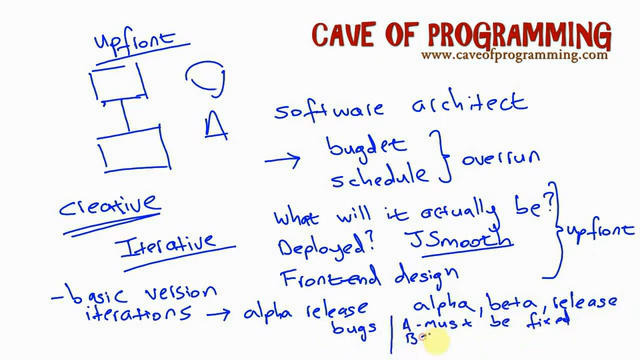 upfront
CAVE OF PROGRAMMING
www.caveofprogramming.com
software architect
bugdet
schedule
overrun
creative
Iterative
What will it actually be?
Deployed? JSmooth
Frontend design
upfront
-basic version
iterations → alpha release
alpha, beta, release
bugs
A-must be fixed
B-